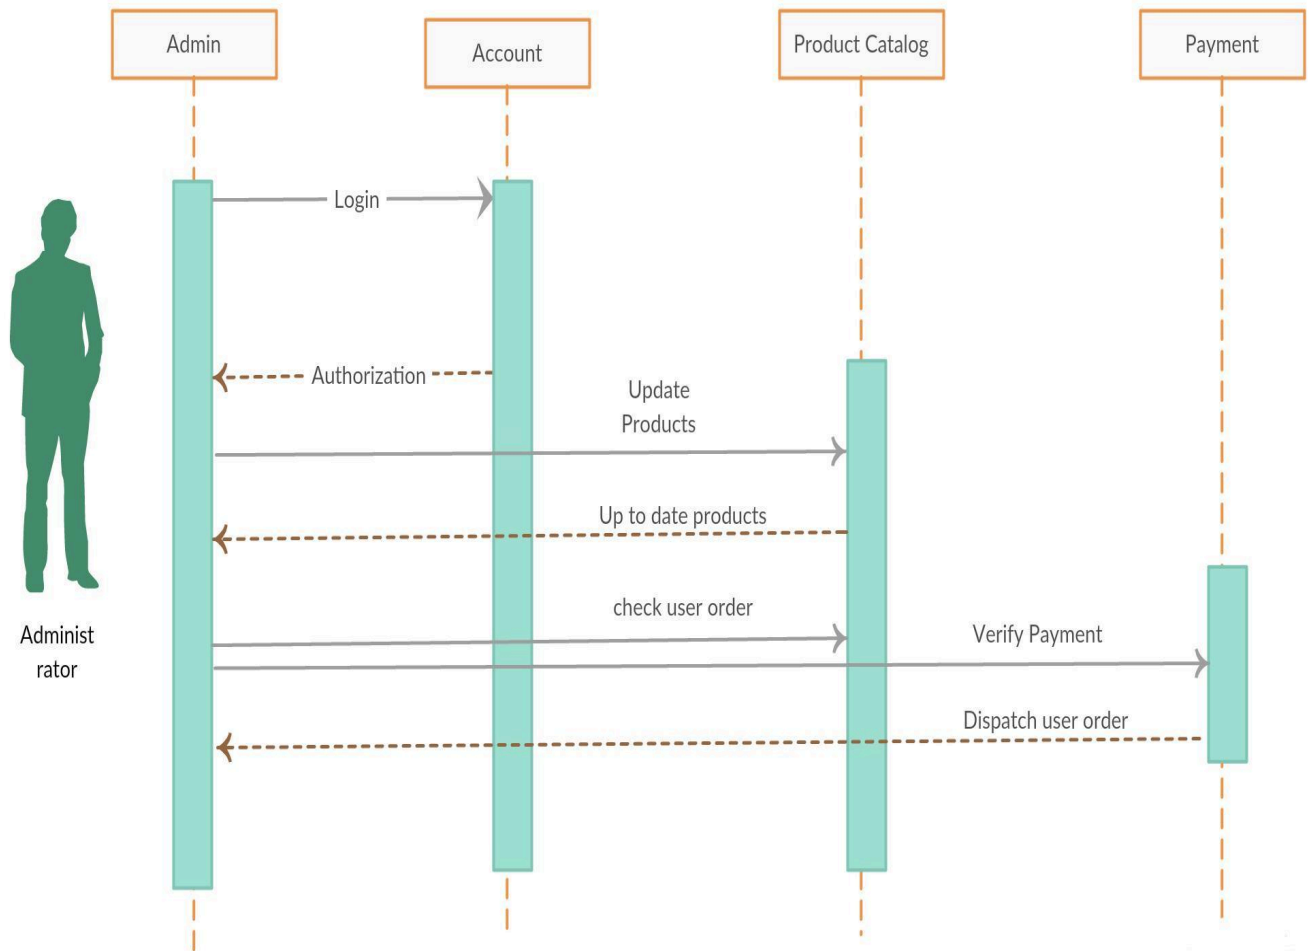 Admin
Account
Product Catalog
Payment
Login
Authorization
Update
Products
Up to date products
check user order
Verify Payment
Administ
rator
Dispatch user order